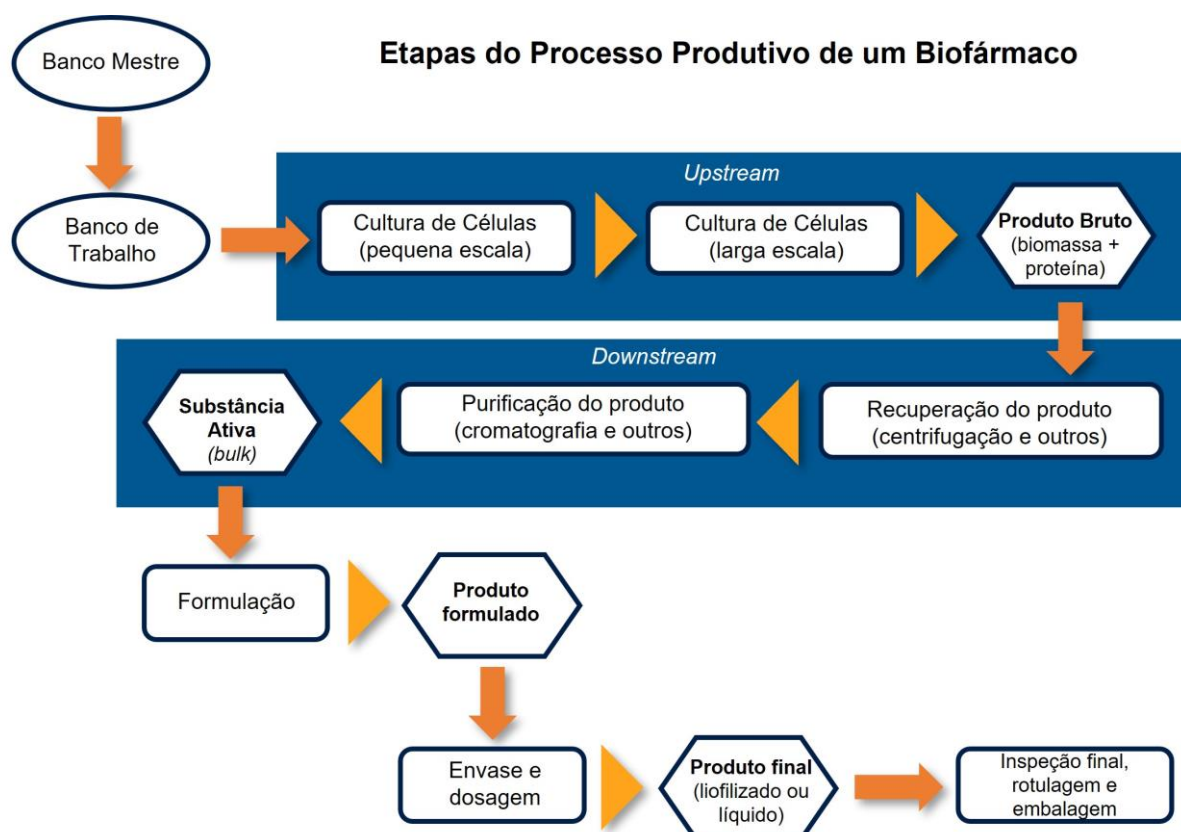 Etapas do Processo Produtivo de um Biofármaco
Banco Mestre
Banco de
Trabalho
Upstream
Cultura de Células
(pequena escala)
Cultura de Células
(larga escala)
Produto Bruto
(biomassa +
proteína)
Downstream
Recuperação do produto
(centrifugação e outros)
Purificação do produto
(cromatografia e outros)
Substância
Ativa
(bulk)
Formulação
Produto
formulado
Envase e
dosagem
Produto final
(liofilizado ou
líquido)
Inspeção final,
rotulagem e
embalagem